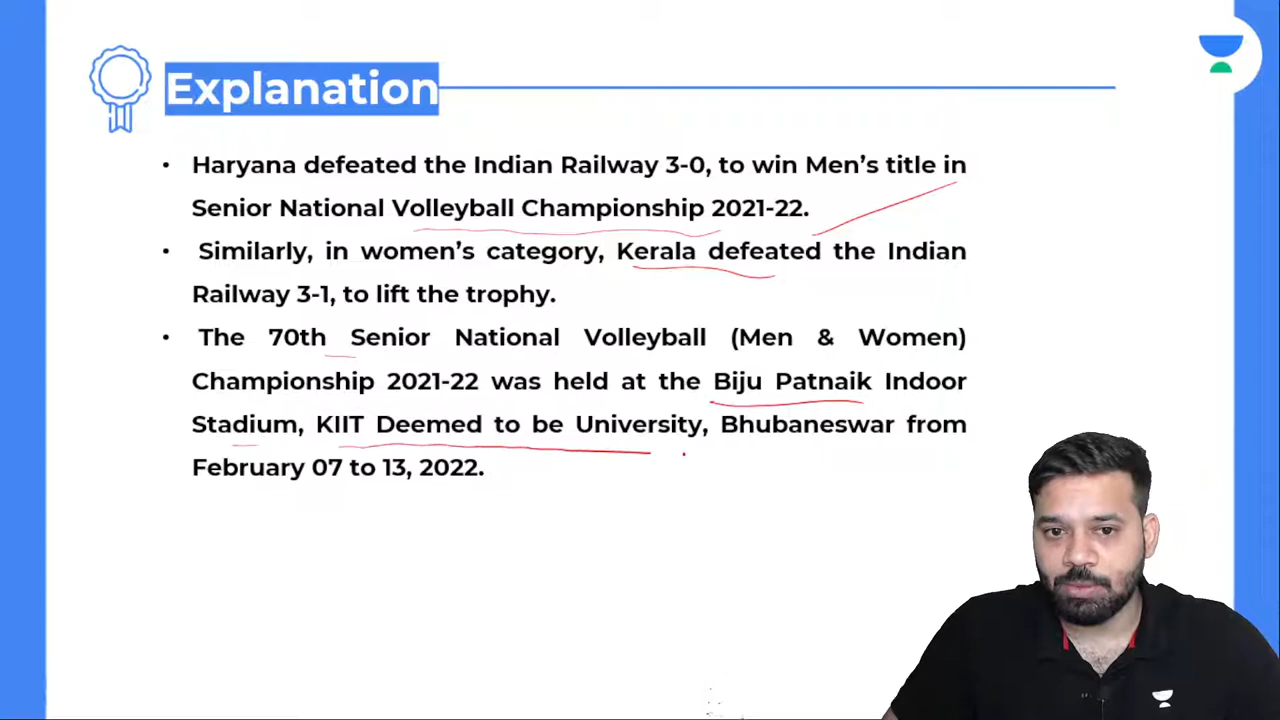 Explanation
• Haryana defeated the Indian Railway 3-0, to win Men's title in
Senior National Volleyball Championship 2021-22.
• Similarly, in women's category, Kerala defeated the Indian
Railway 3-1, to lift the trophy.
• The 70th Senior National Volleyball (Men & Women)
Championship 2021-22 was held at the Biju Patnaik Indoor
Stadium, KIIT Deemed to be University, Bhubaneswar from
February 07 to 13, 2022.